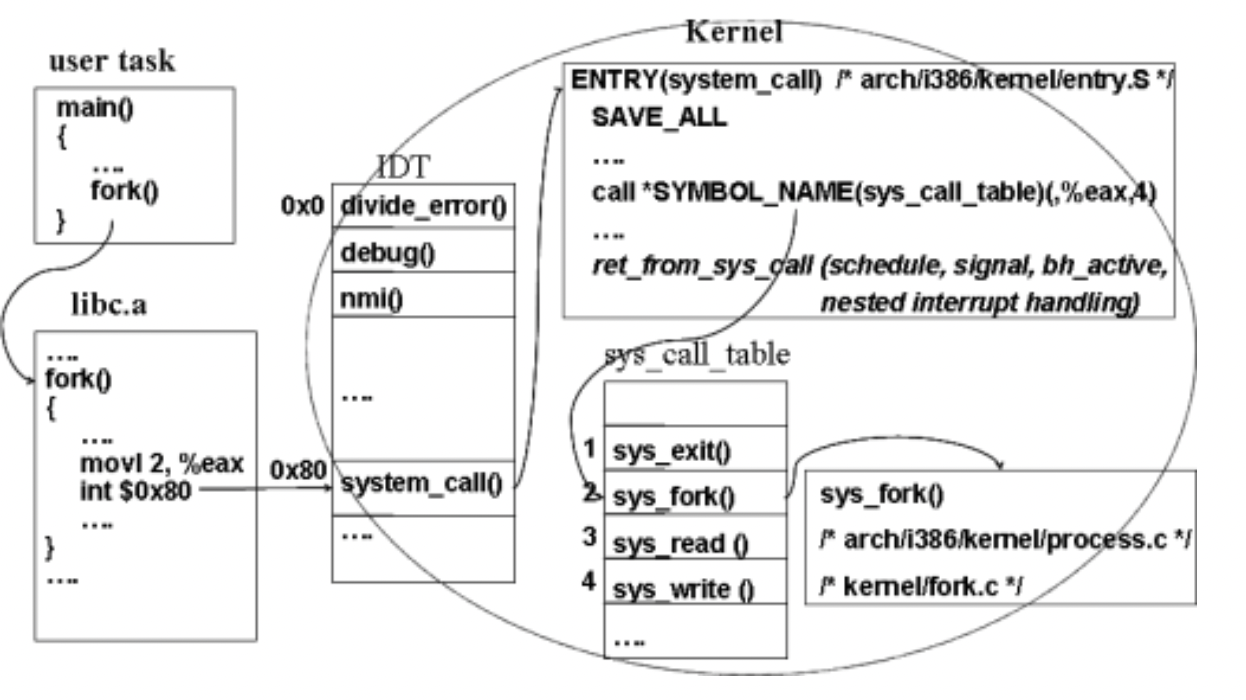 Kernel
user task
main()
{
....
fork()
}
libc.a
....
fork()
{
....
movl 2, %eax
int $0x80
....
}
....
IDT
0x0 divide_error()
debug()
nmi()
....
0x80 system_call()
....
ENTRY(system_call) /* arch/i386/kernel/entry.S */
SAVE_ALL
....
call *SYMBOL_NAME(sys_call_table)(,%eax,4)
....
ret_from_sys_call (schedule, signal, bh_active,
nested interrupt handling)
sys_call_table
1 sys_exit()
2 sys_fork()
3 sys_read ()
4 sys_write ()
....
sys_fork()
/* arch/i386/kernel/process.c */
/* kernel/fork.c */